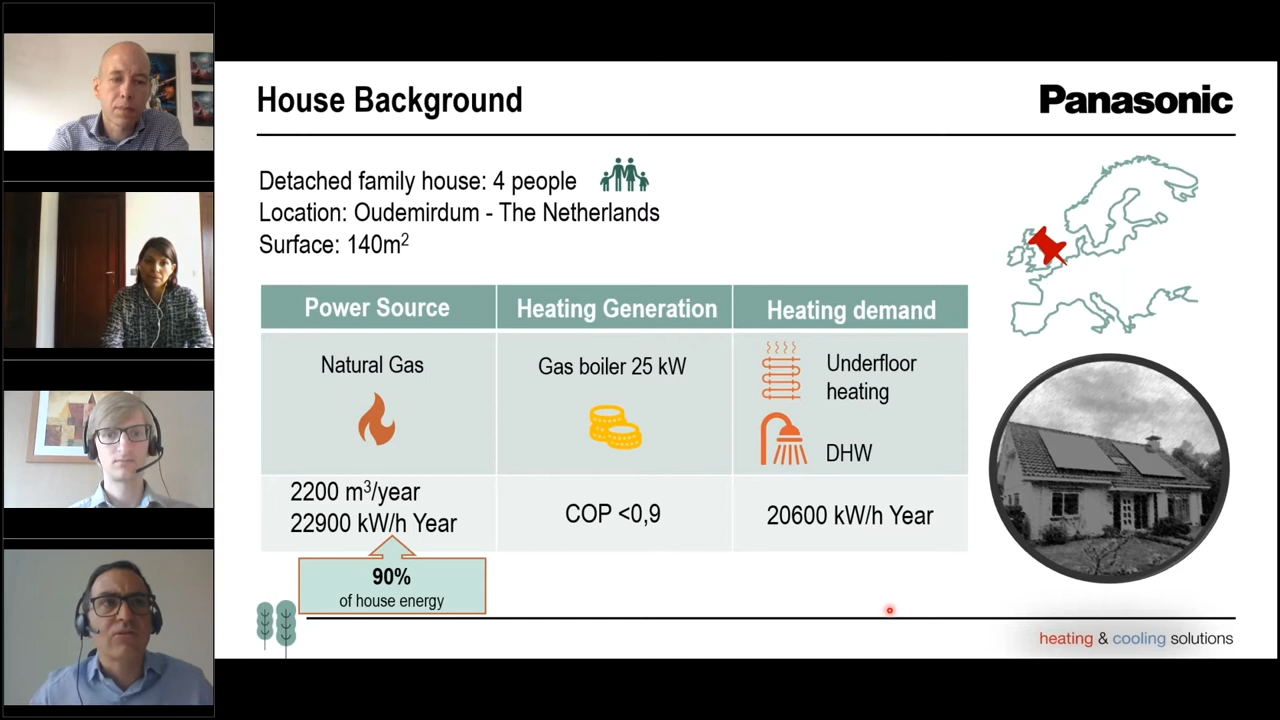 House Background
Panasonic
Detached family house: 4 people
Location: Oudemirdum - The Netherlands
Surface: 140m²
Power Source
Heating Generation
Heating demand
Natural Gas
Gas boiler 25 kW
Underfloor
heating
DHW
2200 m³/year
22900 kW/h Year
COP <0,9
20600 kW/h Year
90%
of house energy
heating & cooling solutions